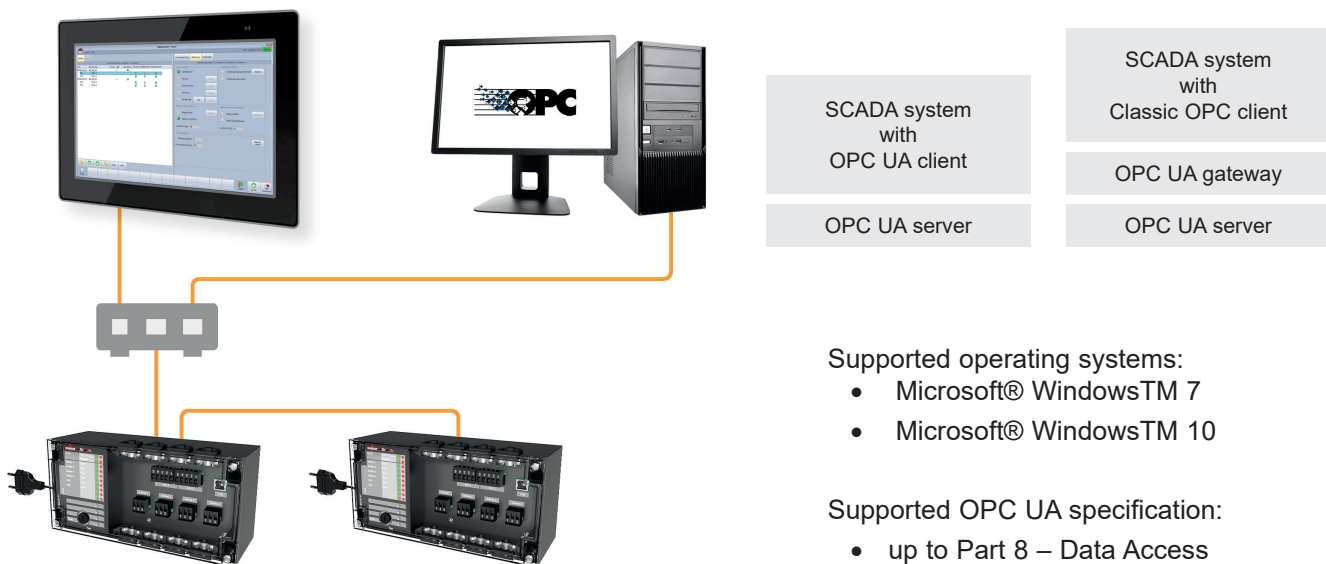 OPC
SCADA system
with
OPC UA client
OPC UA server
SCADA system
with
Classic OPC client
OPC UA gateway
OPC UA server
Supported operating systems:
• Microsoft® WindowsTM 7
• Microsoft® WindowsTM 10
Supported OPC UA specification:
• up to Part 8 – Data Access